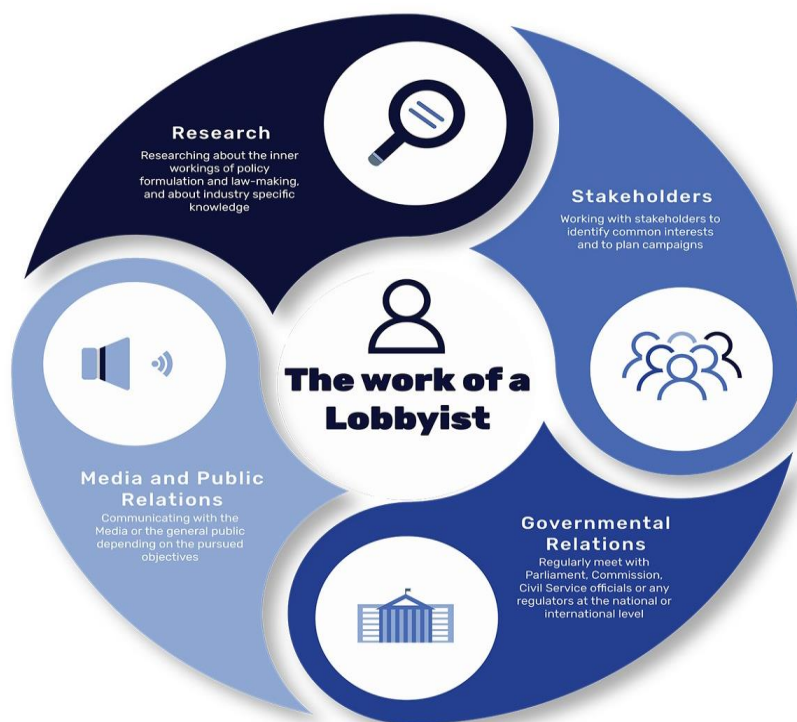 Research
Researching about the inner
workings of policy
formulation and law-making,
and about industry specific
knowledge
Stakeholders
Working with stakeholders to
identify common interests
and to plan campaigns
The work of a
Lobbyist
Media and Public
Relations
Communicating with the
Media or the general public
depending on the pursued
objectives
Governmental
Relations
Regularly meet with
Parliament, Commission,
Civil Service officials or any
regulators at the national or
international level